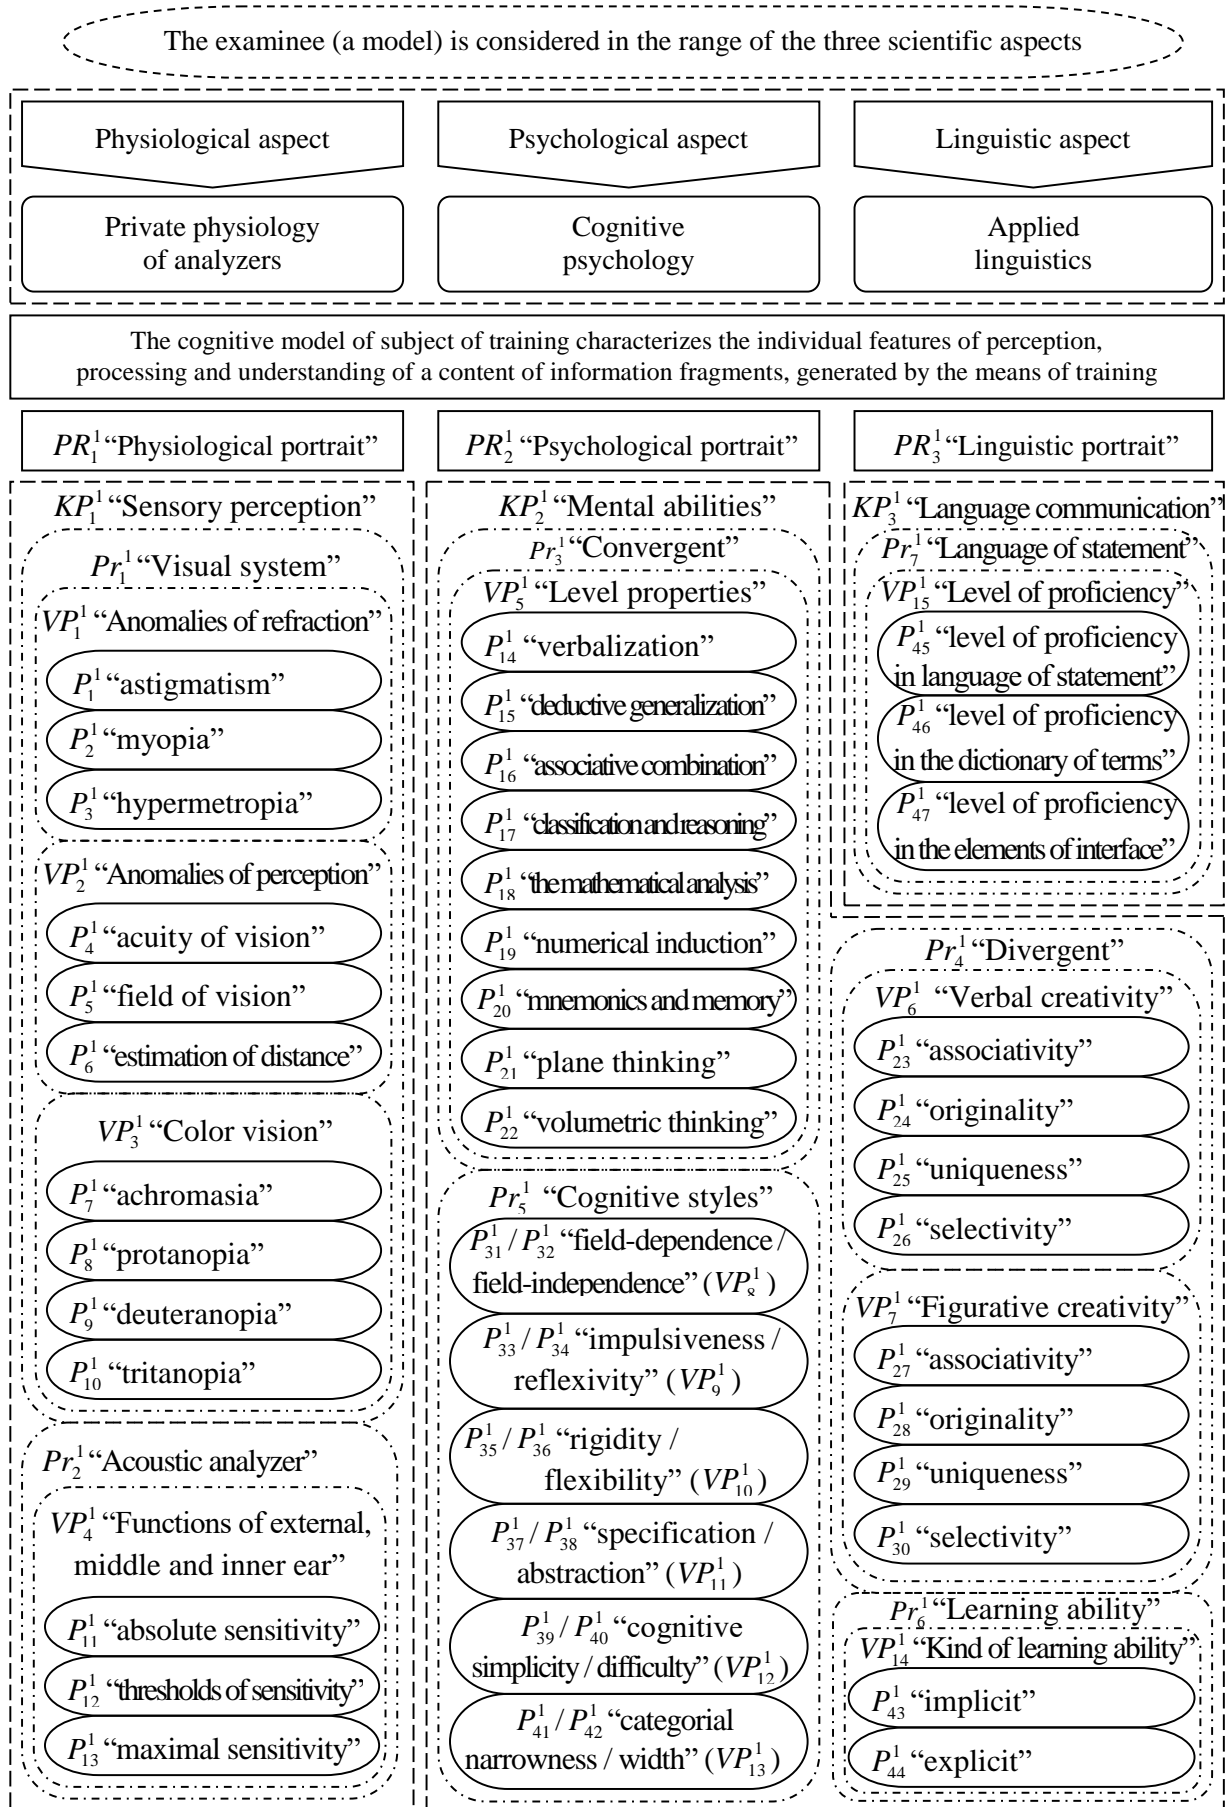 The examinee (a model) is considered in the range of the three scientific aspects
Physiological aspect
Psychological aspect
Linguistic aspect
Private physiology
of analyzers
Cognitive
psychology
Applied
linguistics
The cognitive model of subject of training characterizes the individual features of perception,
processing and understanding of a content of information fragments, generated by the means of training
PR₁¹ “Physiological portrait”
PR₂¹ “Psychological portrait”
PR₃¹ “Linguistic portrait”
KP₁¹ “Sensory perception”
Pr₁¹ “Visual system”
VP₁¹ “Anomalies of refraction”
P₁¹ “astigmatism”
P₂¹ “myopia”
P₃¹ “hypermetropia”
VP₂¹ “Anomalies of perception”
P₄¹ “acuity of vision”
P₅¹ “field of vision”
P₆¹ “estimation of distance”
VP₃¹ “Color vision”
P₇¹ “achromasia”
P₈¹ “protanopia”
P₉¹ “deuteranopia”
P₁₀¹ “tritanopia”
Pr₂¹ “Acoustic analyzer”
VP₄¹ “Functions of external,
middle and inner ear”
P₁₁¹ “absolute sensitivity”
P₁₂¹ “thresholds of sensitivity”
P₁₃¹ “maximal sensitivity”
KP₂¹ “Mental abilities”
Pr₃¹ “Convergent”
VP₅¹ “Level properties”
P₁₄¹ “verbalization”
P₁₅¹ “deductive generalization”
P₁₆¹ “associative combination”
P₁₇¹ “classification and reasoning”
P₁₈¹ “the mathematical analysis”
P₁₉¹ “numerical induction”
P₂₀¹ “mnemonics and memory”
P₂₁¹ “plane thinking”
P₂₂¹ “volumetric thinking”
Pr₅¹ “Cognitive styles”
P₃₁¹ / P₃₂¹ “field-dependence /
field-independence” (VP₈¹)
P₃₃¹ / P₃₄¹ “impulsiveness /
reflexivity” (VP₉¹)
P₃₅¹ / P₃₆¹ “rigidity /
flexibility” (VP₁₀¹)
P₃₇¹ / P₃₈¹ “specification /
abstraction” (VP₁₁¹)
P₃₉¹ / P₄₀¹ “cognitive
simplicity / difficulty” (VP₁₂¹)
P₄₁¹ / P₄₂¹ “categorial
narrowness / width” (VP₁₃¹)
KP₃¹ “Language communication”
Pr₇¹ “Language of statement”
VP₁₅¹ “Level of proficiency”
P₄₅¹ “level of proficiency
in language of statement”
P₄₆¹ “level of proficiency
in the dictionary of terms”
P₄₇¹ “level of proficiency
in the elements of interface”
Pr₄¹ “Divergent”
VP₆¹ “Verbal creativity”
P₂₃¹ “associativity”
P₂₄¹ “originality”
P₂₅¹ “uniqueness”
P₂₆¹ “selectivity”
VP₇¹ “Figurative creativity”
P₂₇¹ “associativity”
P₂₈¹ “originality”
P₂₉¹ “uniqueness”
P₃₀¹ “selectivity”
Pr₆¹ “Learning ability”
VP₁₄¹ “Kind of learning ability”
P₄₃¹ “implicit”
P₄₄¹ “explicit”